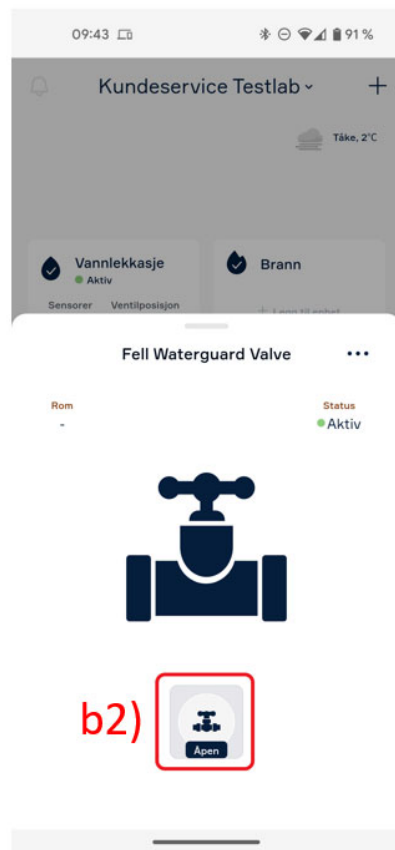 09:43 91 %
Kundeservice Testlab
Tåke, 2°C
Vannlekkasje
Aktiv
Brann
Sensorer Ventilposisjon
Fell Waterguard Valve
Rom
-
Status
Aktiv
b2)
Åpen